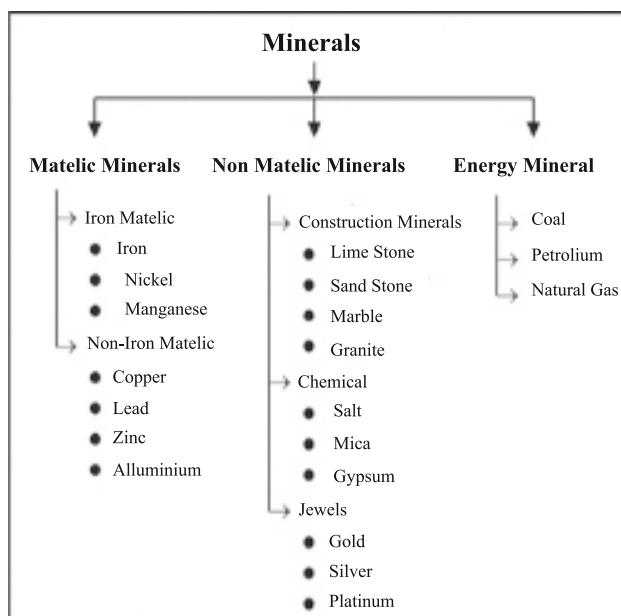 Minerals
Matelic Minerals
Iron Matelic
Iron
Nickel
Manganese
Non-Iron Matelic
Copper
Lead
Zinc
Alluminium
Non Matelic Minerals
Construction Minerals
Lime Stone
Sand Stone
Marble
Granite
Chemical
Salt
Mica
Gypsum
Jewels
Gold
Silver
Platinum
Energy Mineral
Coal
Petrolium
Natural Gas